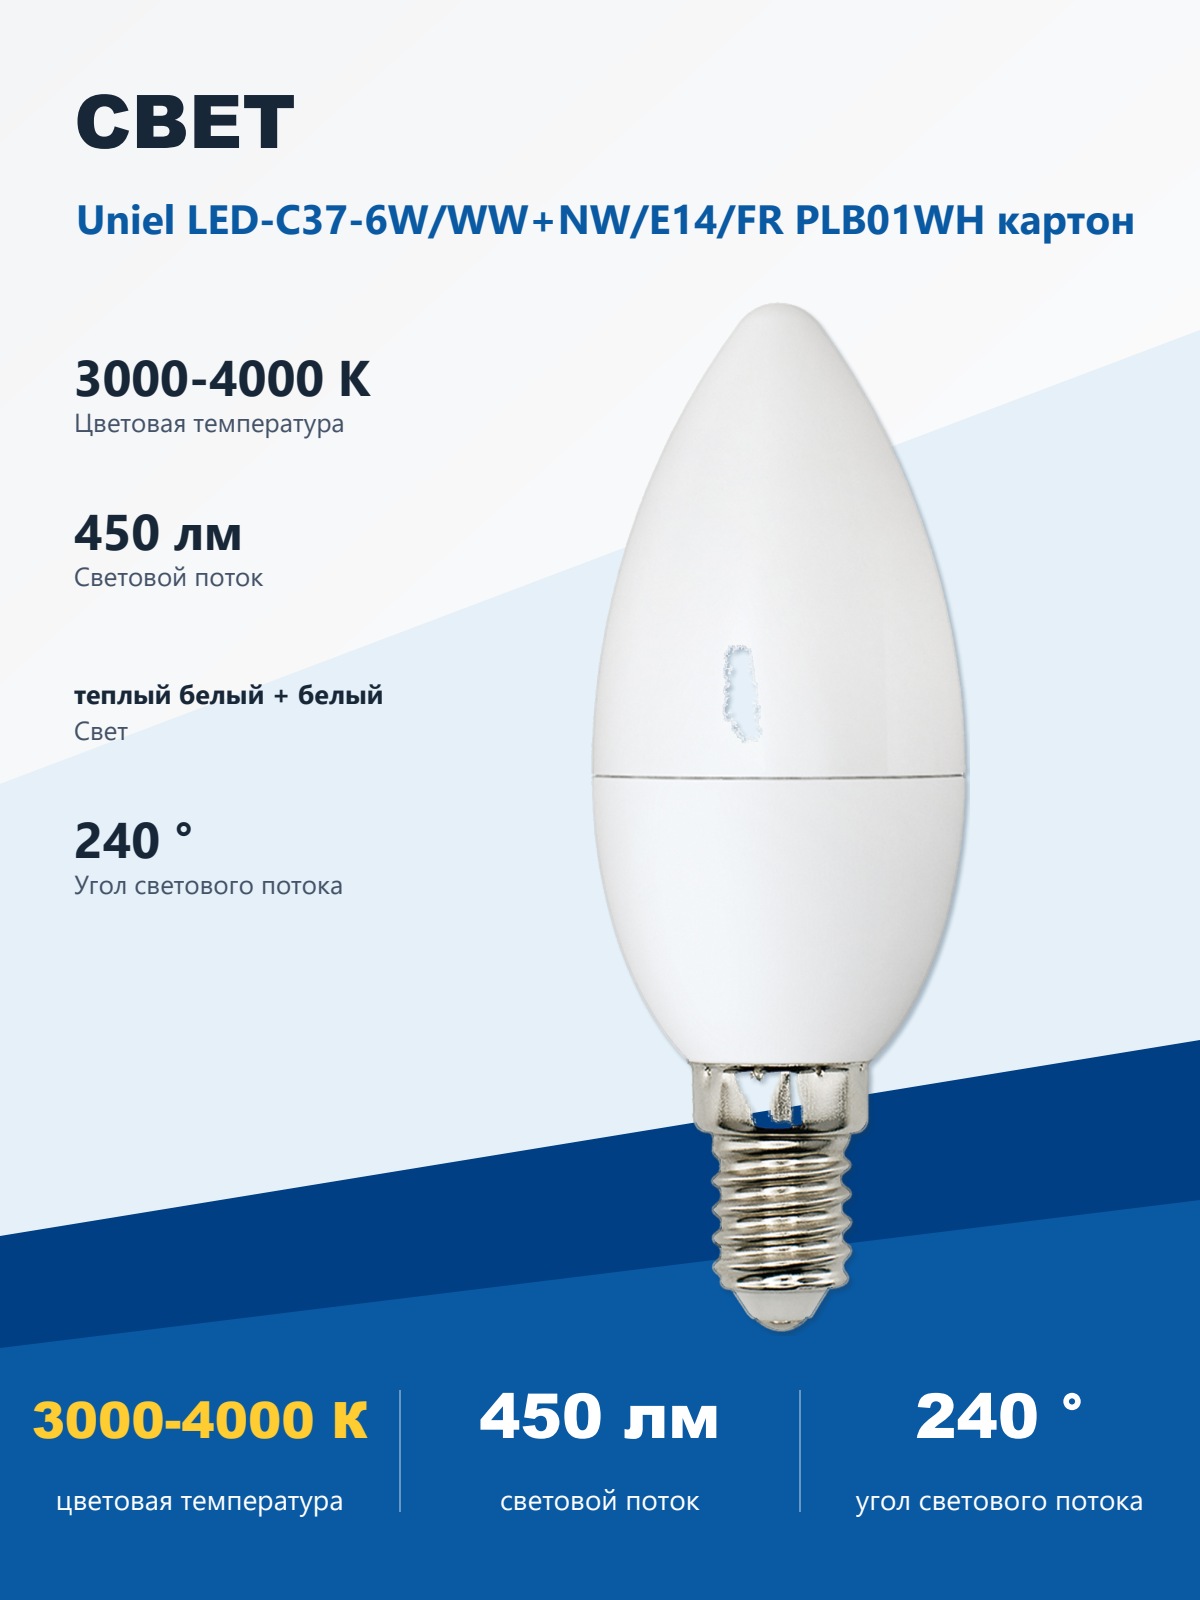 СВЕТ
Uniel LED-C37-6W/WW+NW/E14/FR PLB01WH картон
3000-4000 К
Цветовая температура
450 лм
Световой поток
теплый белый + белый
Свет
240 °
Угол светового потока
3000-4000 К
цветовая температура
450 лм
световой поток
240 °
угол светового потока